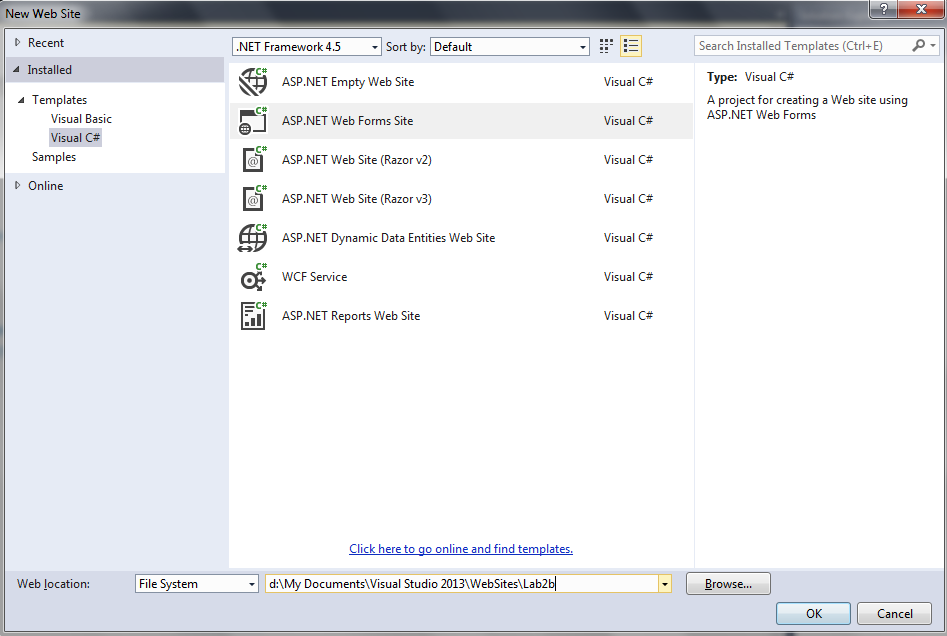 New Web Site
?
Recent
.NET Framework 4.5
Sort by:
Default
Search Installed Templates (Ctrl+E)
Installed
Templates
Visual Basic
Visual C#
Samples
Online
C#
ASP.NET Empty Web Site
Visual C#
C#
ASP.NET Web Forms Site
Visual C#
C#
@
ASP.NET Web Site (Razor v2)
Visual C#
C#
@
ASP.NET Web Site (Razor v3)
Visual C#
C#
ASP.NET Dynamic Data Entities Web Site
Visual C#
C#
WCF Service
Visual C#
C#
ASP.NET Reports Web Site
Visual C#
Type: Visual C#
A project for creating a Web site using
ASP.NET Web Forms
Click here to go online and find templates.
Web location:
File System
d:\My Documents\Visual Studio 2013\WebSites\Lab2b
Browse...
OK
Cancel